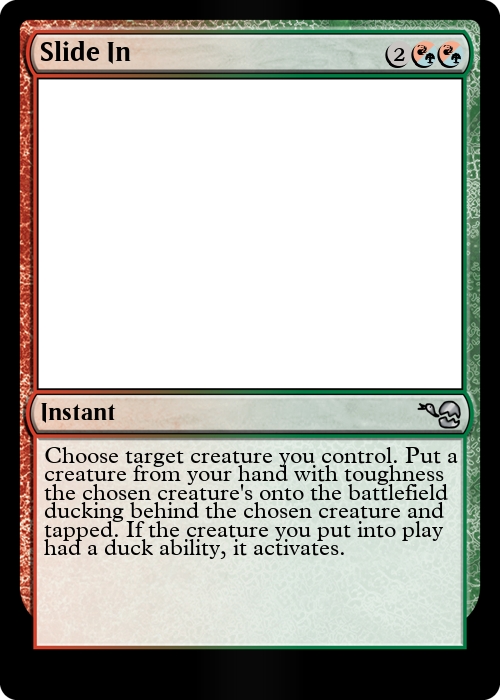 Slide In 2
Instant
Choose target creature you control. Put a
creature from your hand with toughness
the chosen creature's onto the battlefield
ducking behind the chosen creature and
tapped. If the creature you put into play
had a duck ability, it activates.